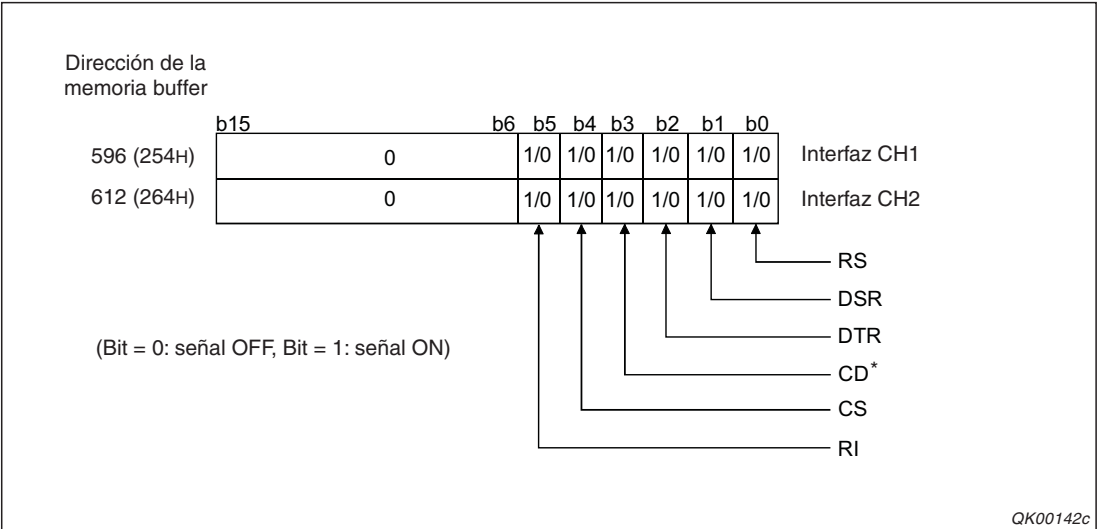 Dirección de la
memoria buffer
b15 b6 b5 b4 b3 b2 b1 b0
596 (254H) 0 1/0 1/0 1/0 1/0 1/0 1/0 Interfaz CH1
612 (264H) 0 1/0 1/0 1/0 1/0 1/0 1/0 Interfaz CH2
RS
DSR
DTR
(Bit = 0: señal OFF, Bit = 1: señal ON)
CD*
CS
RI
QK00142c